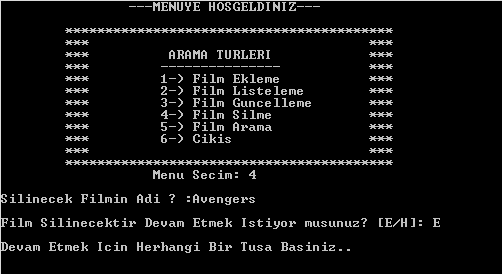 ---MENUYE HOSGELDINIZ---
*****************************************
*** ***
*** ARAMA TURLERI ***
*** --------------- ***
*** 1-) Film Ekleme ***
*** 2-) Film Listeleme ***
*** 3-) Film Guncelleme ***
*** 4-) Film Silme ***
*** 5-) Film Arama ***
*** 6-) Cikis ***
*** ***
*****************************************
Menu Secim: 4
Silinecek Filmin Adi ? :Avengers
Film Silinecektir Devam Etmek Istiyor musunuz? [E/H]: E
Devam Etmek Icin Herhangi Bir Tusa Basiniz..